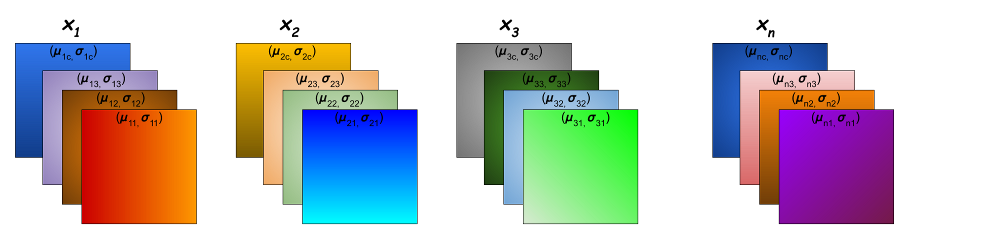 x₁ x₂ x₃ xₙ
(μ1c, σ1c) (μ2c, σ2c) (μ3c, σ3c) (μnc, σnc)
(μ13, σ13) (μ23, σ23) (μ33, σ33) (μn3, σn3)
(μ12, σ12) (μ22, σ22) (μ32, σ32) (μn2, σn2)
(μ11, σ11) (μ21, σ21) (μ31, σ31) (μn1, σn1)